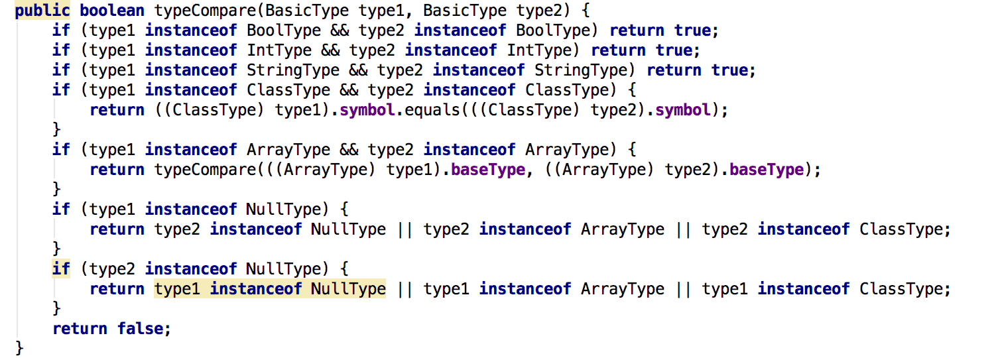 public boolean typeCompare(BasicType type1, BasicType type2) {
    if (type1 instanceof BoolType && type2 instanceof BoolType) return true;
    if (type1 instanceof IntType && type2 instanceof IntType) return true;
    if (type1 instanceof StringType && type2 instanceof StringType) return true;
    if (type1 instanceof ClassType && type2 instanceof ClassType) {
        return ((ClassType) type1).symbol.equals(((ClassType) type2).symbol);
    }
    if (type1 instanceof ArrayType && type2 instanceof ArrayType) {
        return typeCompare(((ArrayType) type1).baseType, ((ArrayType) type2).baseType);
    }
    if (type1 instanceof NullType) {
        return type2 instanceof NullType || type2 instanceof ArrayType || type2 instanceof ClassType;
    }
    if (type2 instanceof NullType) {
        return type1 instanceof NullType || type1 instanceof ArrayType || type1 instanceof ClassType;
    }
    return false;
}